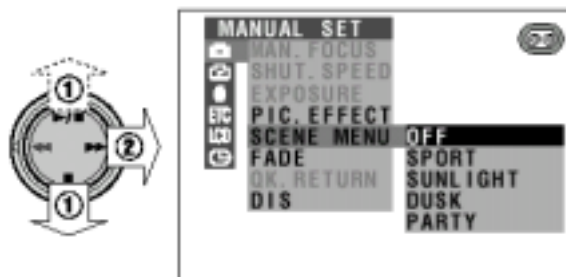 MANUAL SET
MAN. FOCUS
SHUT. SPEED
EXPOSURE
ETC PIC. EFFECT
LCD SCENE MENU OFF
FADE SPORT
QK. RETURN SUNLIGHT
DIS DUSK
PARTY
1
2
1